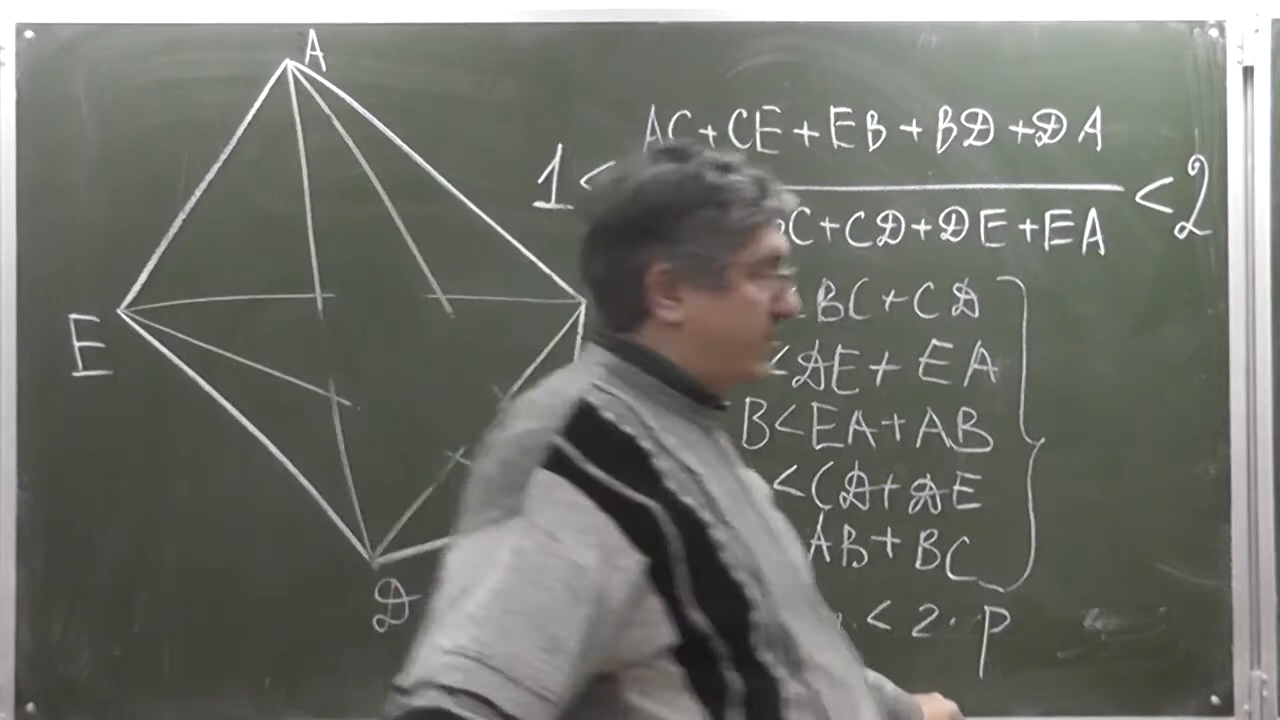 A
AC+CE+EB+BD+DA
1 < < 2
C+CD+DE+EA
BC+CD
E
<DE+EA
B<EA+AB
<CD+DE
AB+BC
D
< 2·P